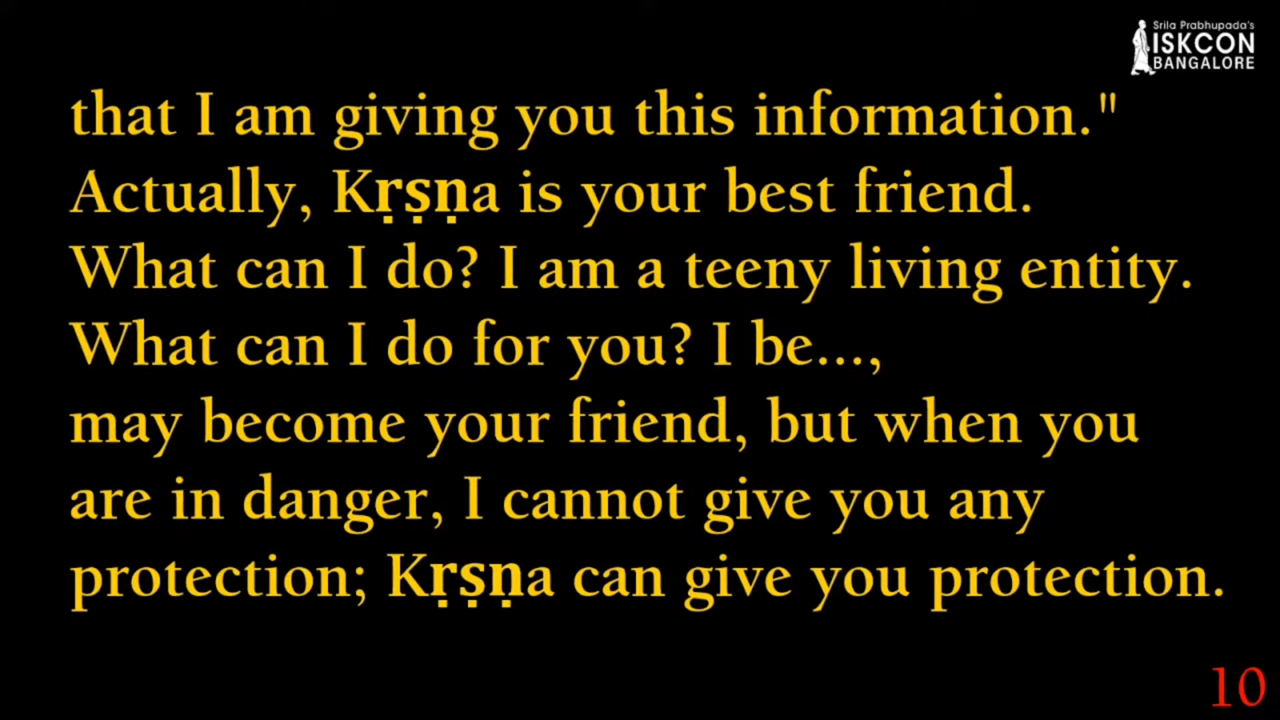 Srila Prabhupada's
ISKCON
BANGALORE
that I am giving you this information."
Actually, Kṛṣṇa is your best friend.
What can I do? I am a teeny living entity.
What can I do for you? I be...,
may become your friend, but when you
are in danger, I cannot give you any
protection; Kṛṣṇa can give you protection.
10